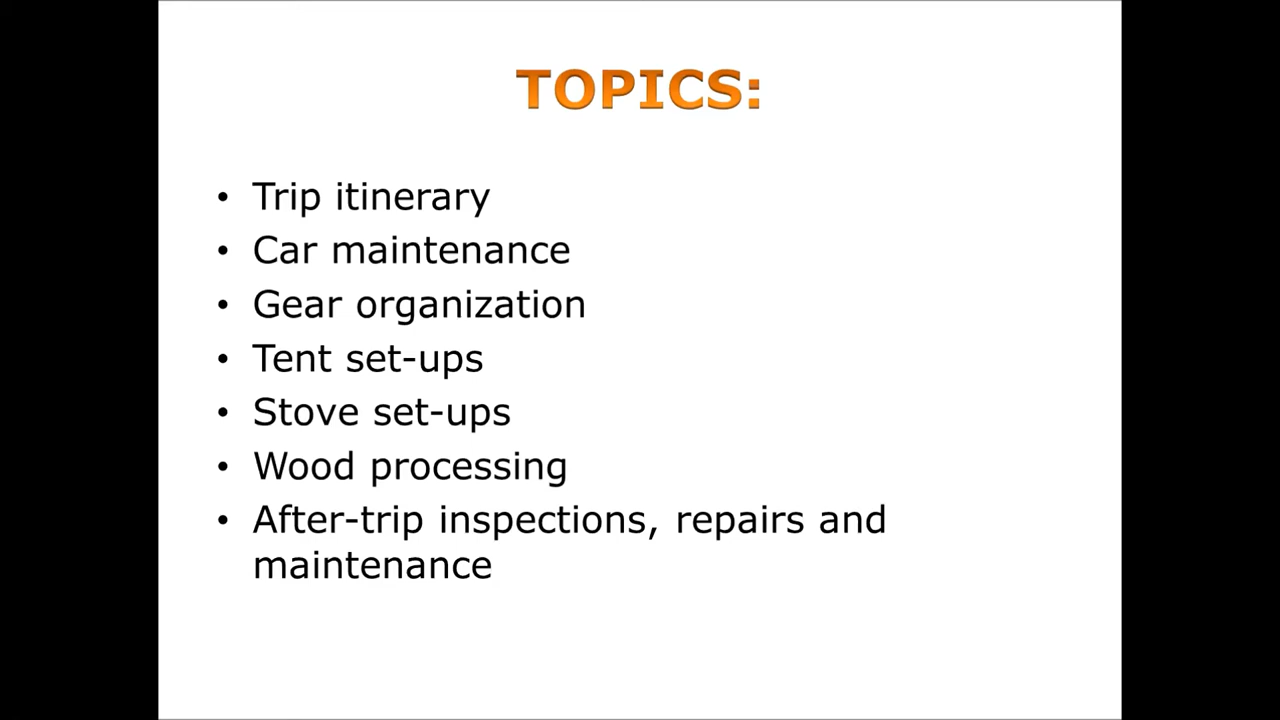 TOPICS:
• Trip itinerary
• Car maintenance
• Gear organization
• Tent set-ups
• Stove set-ups
• Wood processing
• After-trip inspections, repairs and
maintenance